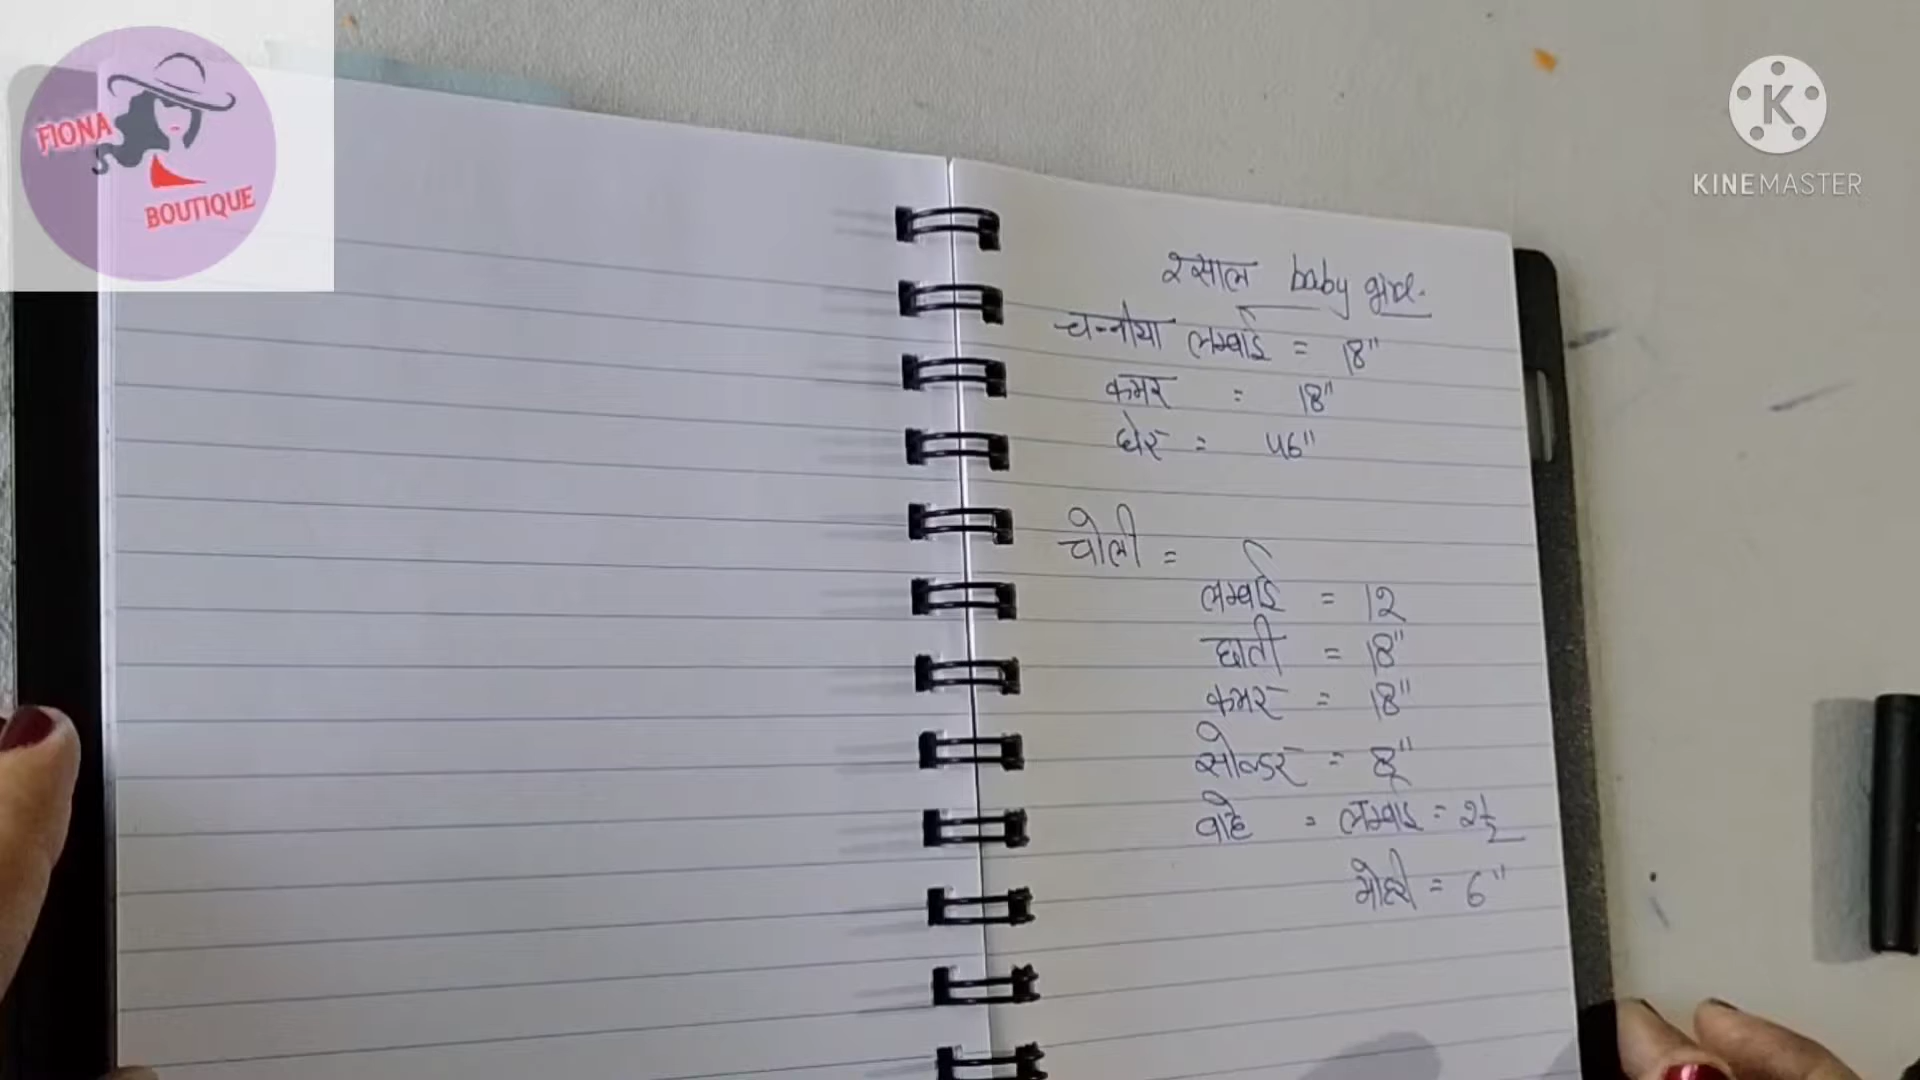 FIONA
BOUTIQUE
KINEMASTER
२ साल baby girl.
चन्नीया लम्बाई = 18"
कमर = 18"
घेर = 46"
चोली =
लम्बाई = 12
छाती = 18"
कमर = 18"
सोल्डर = 8"
बाहे = लम्बाई = 2½
मोहरी = 6"